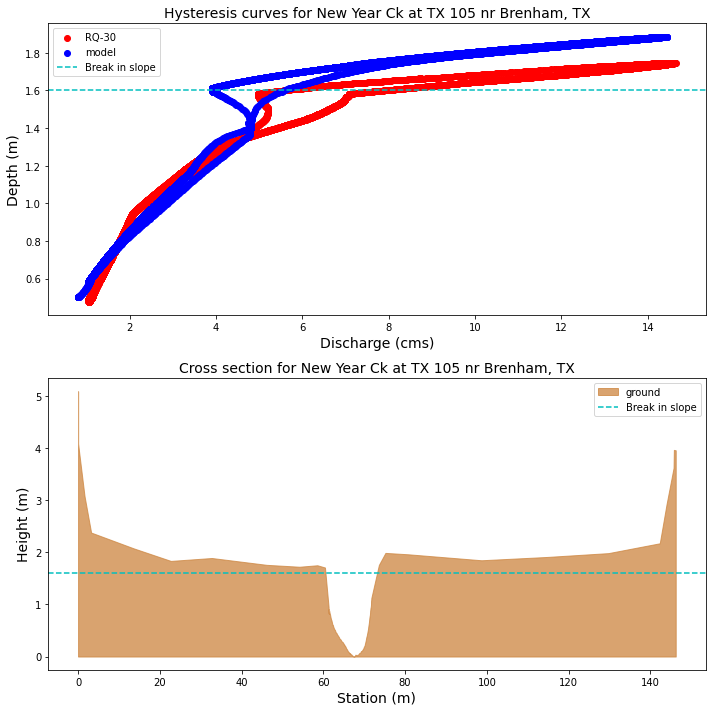 Hysteresis curves for New Year Ck at TX 105 nr Brenham, TX
RQ-30
model
Break in slope
1.8
1.6
1.4
1.2
1.0
0.8
0.6
Depth (m)
2 4 6 8 10 12 14
Discharge (cms)
Cross section for New Year Ck at TX 105 nr Brenham, TX
ground
Break in slope
5
4
3
2
1
0
Height (m)
0 20 40 60 80 100 120 140
Station (m)